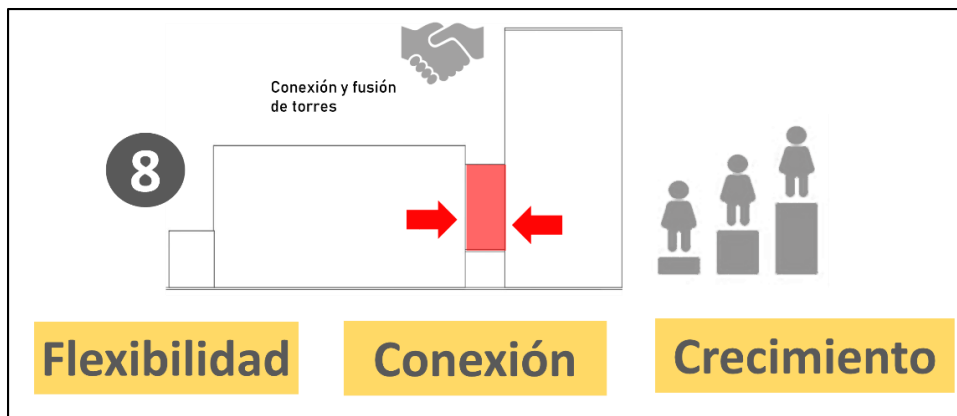 Conexión y fusión
de torres
8
Flexibilidad
Conexión
Crecimiento